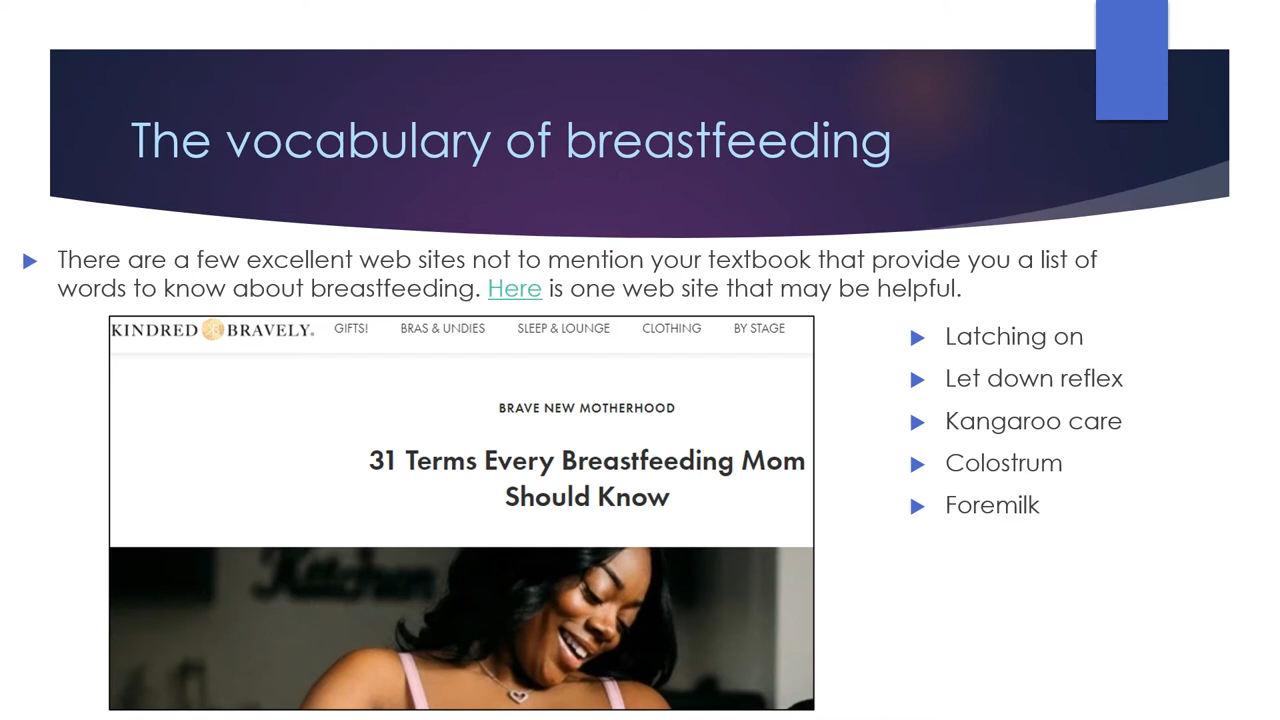 The vocabulary of breastfeeding
There are a few excellent web sites not to mention your textbook that provide you a list of
words to know about breastfeeding. Here is one web site that may be helpful.
KINDRED BRAVELY. GIFTS! BRAS & UNDIES SLEEP & LOUNGE CLOTHING BY STAGE
BRAVE NEW MOTHERHOOD
31 Terms Every Breastfeeding Mom
Should Know
Kitchen
Latching on
Let down reflex
Kangaroo care
Colostrum
Foremilk